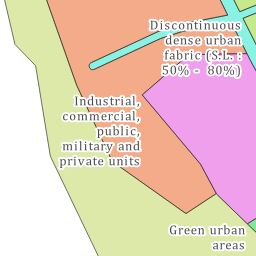 Discontinuous
dense urban
fabric (S.L. :
50% - 80%)
Industrial,
commercial,
public,
military and
private units
Green urban
areas